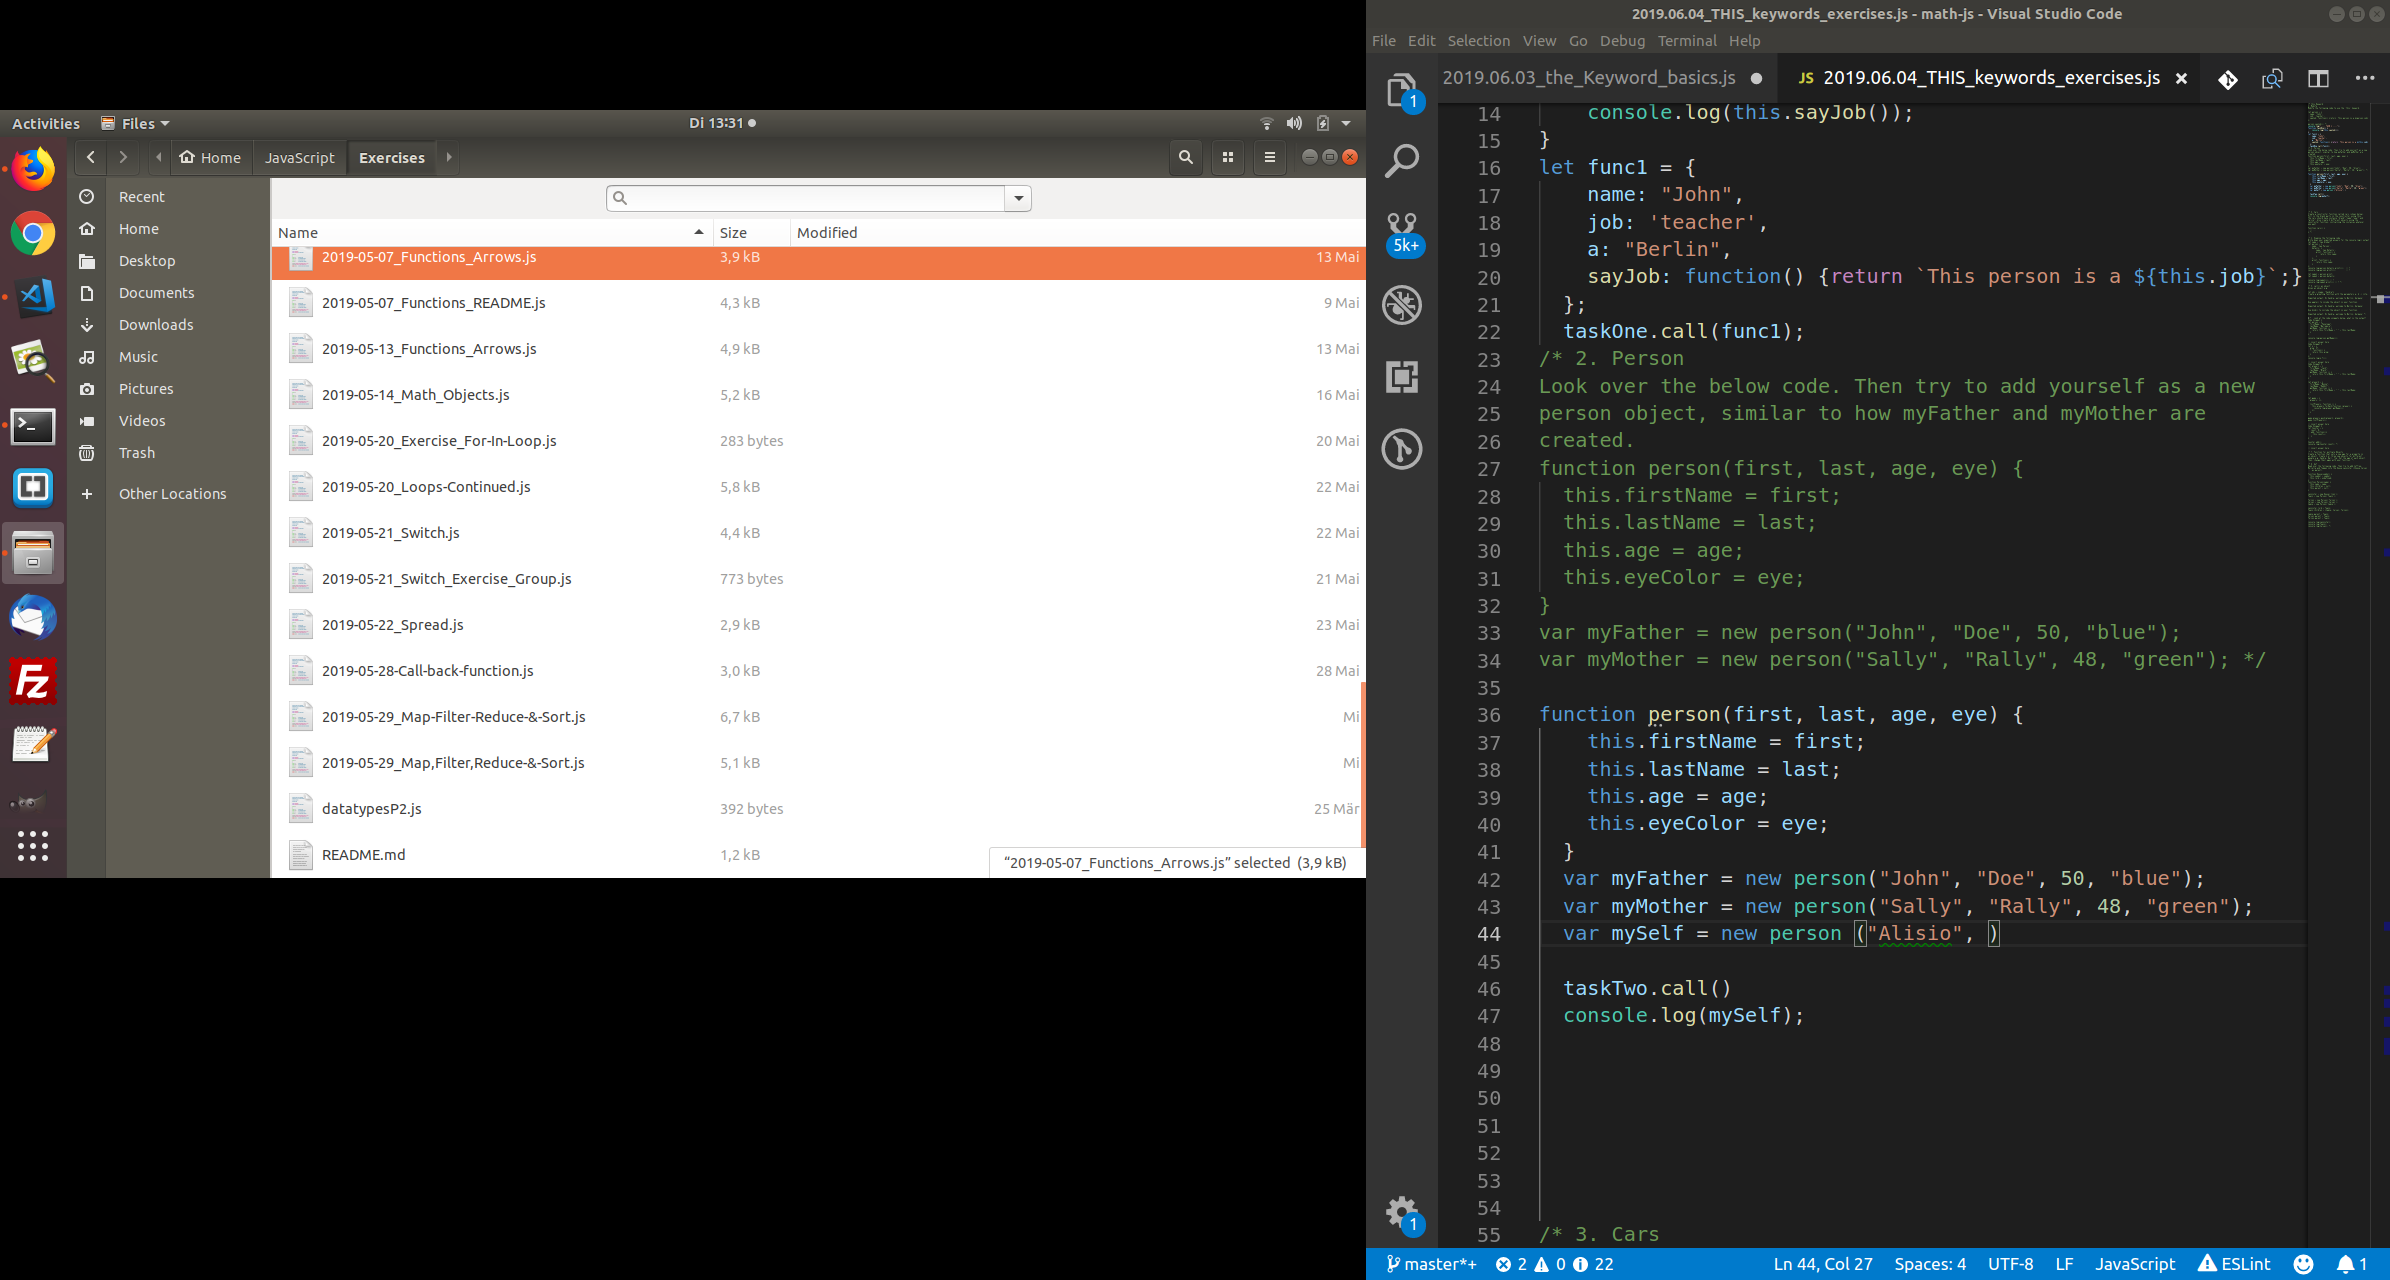 Activities
Files
Di 13:31
Home
JavaScript
Exercises
Recent
Home
Desktop
Documents
Downloads
Music
Pictures
Videos
Trash
+ Other Locations
Name Size Modified
2019-05-07_Functions_Arrows.js 3,9 kB 13 Mai
2019-05-07_Functions_README.js 4,3 kB 9 Mai
2019-05-13_Functions_Arrows.js 4,9 kB 13 Mai
2019-05-14_Math_Objects.js 5,2 kB 16 Mai
2019-05-20_Exercise_For-In-Loop.js 283 bytes 20 Mai
2019-05-20_Loops-Continued.js 5,8 kB 22 Mai
2019-05-21_Switch.js 4,4 kB 22 Mai
2019-05-21_Switch_Exercise_Group.js 773 bytes 21 Mai
2019-05-22_Spread.js 2,9 kB 23 Mai
2019-05-28-Call-back-function.js 3,0 kB 28 Mai
2019-05-29_Map-Filter-Reduce-&-Sort.js 6,7 kB Mi
2019-05-29_Map,Filter,Reduce-&-Sort.js 5,1 kB Mi
datatypesP2.js 392 bytes 25 Mär
README.md 1,2 kB
“2019-05-07_Functions_Arrows.js” selected (3,9 kB)
Fz
2019.06.04_THIS_keywords_exercises.js - math-js - Visual Studio Code
File Edit Selection View Go Debug Terminal Help
2019.06.03_the_Keyword_basics.js
JS 2019.06.04_THIS_keywords_exercises.js
1
5k+
1
14 console.log(this.sayJob());
15 }
16 let func1 = {
17 name: "John",
18 job: 'teacher',
19 a: "Berlin",
20 sayJob: function() {return `This person is a ${this.job}`;}
21 };
22 taskOne.call(func1);
23 /* 2. Person
24 Look over the below code. Then try to add yourself as a new
25 person object, similar to how myFather and myMother are
26 created.
27 function person(first, last, age, eye) {
28 this.firstName = first;
29 this.lastName = last;
30 this.age = age;
31 this.eyeColor = eye;
32 }
33 var myFather = new person("John", "Doe", 50, "blue");
34 var myMother = new person("Sally", "Rally", 48, "green"); */
35
36 function person(first, last, age, eye) {
37 this.firstName = first;
38 this.lastName = last;
39 this.age = age;
40 this.eyeColor = eye;
41 }
42 var myFather = new person("John", "Doe", 50, "blue");
43 var myMother = new person("Sally", "Rally", 48, "green");
44 var mySelf = new person ("Alisio", )
45
46 taskTwo.call()
47 console.log(mySelf);
48
49
50
51
52
53
54
55 /* 3. Cars
master*+ 2 0 22 Ln 44, Col 27 Spaces: 4 UTF-8 LF JavaScript ESLint 1